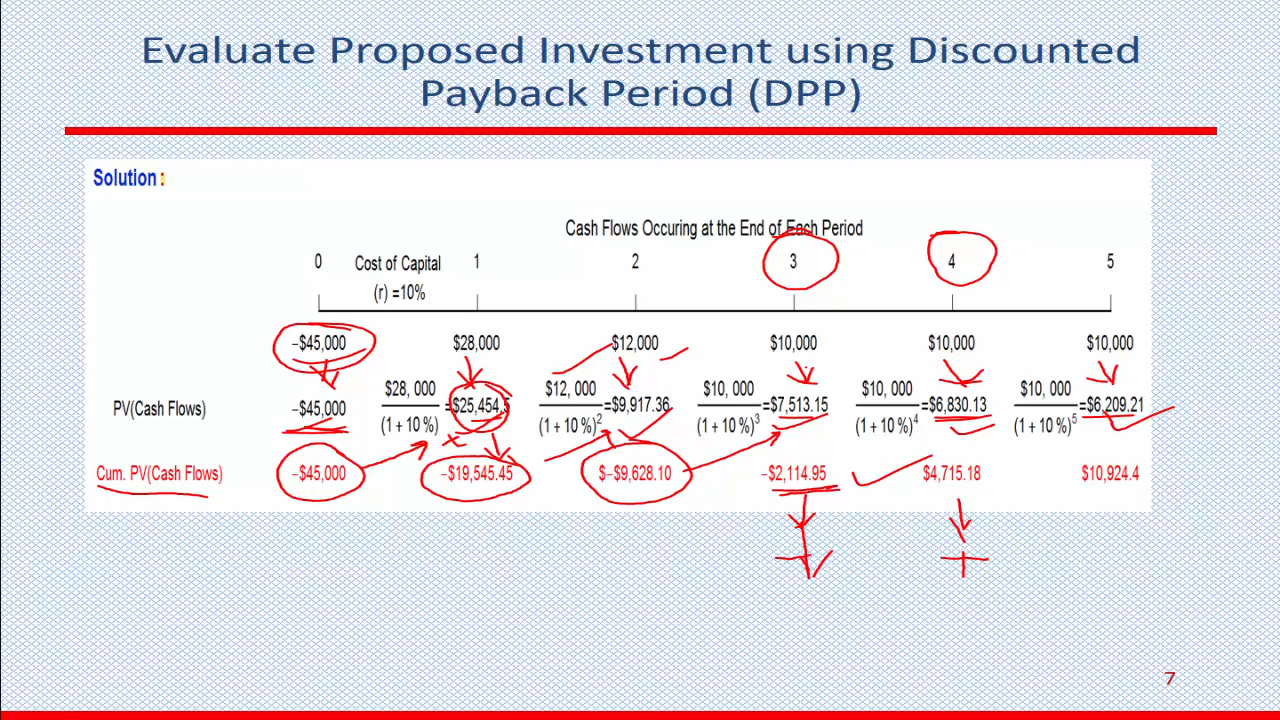 Evaluate Proposed Investment using Discounted
Payback Period (DPP)
Solution :
Cash Flows Occuring at the End of Each Period
0 Cost of Capital 1 2 3 4 5
(r) =10%
−$45,000 $28,000 $12,000 $10,000 $10,000 $10,000
$28, 000 $12, 000 $10, 000 $10, 000 $10, 000
PV(Cash Flows) −$45,000 =$25,454.5 =$9,917.36 =$7,513.15 =$6,830.13 =$6,209.21
(1 + 10 %) (1 + 10 %)² (1 + 10 %)³ (1 + 10 %)⁴ (1 + 10 %)⁵
Cum. PV(Cash Flows) −$45,000 −$19,545.45 $−$9,628.10 −$2,114.95 $4,715.18 $10,924.4
+
7